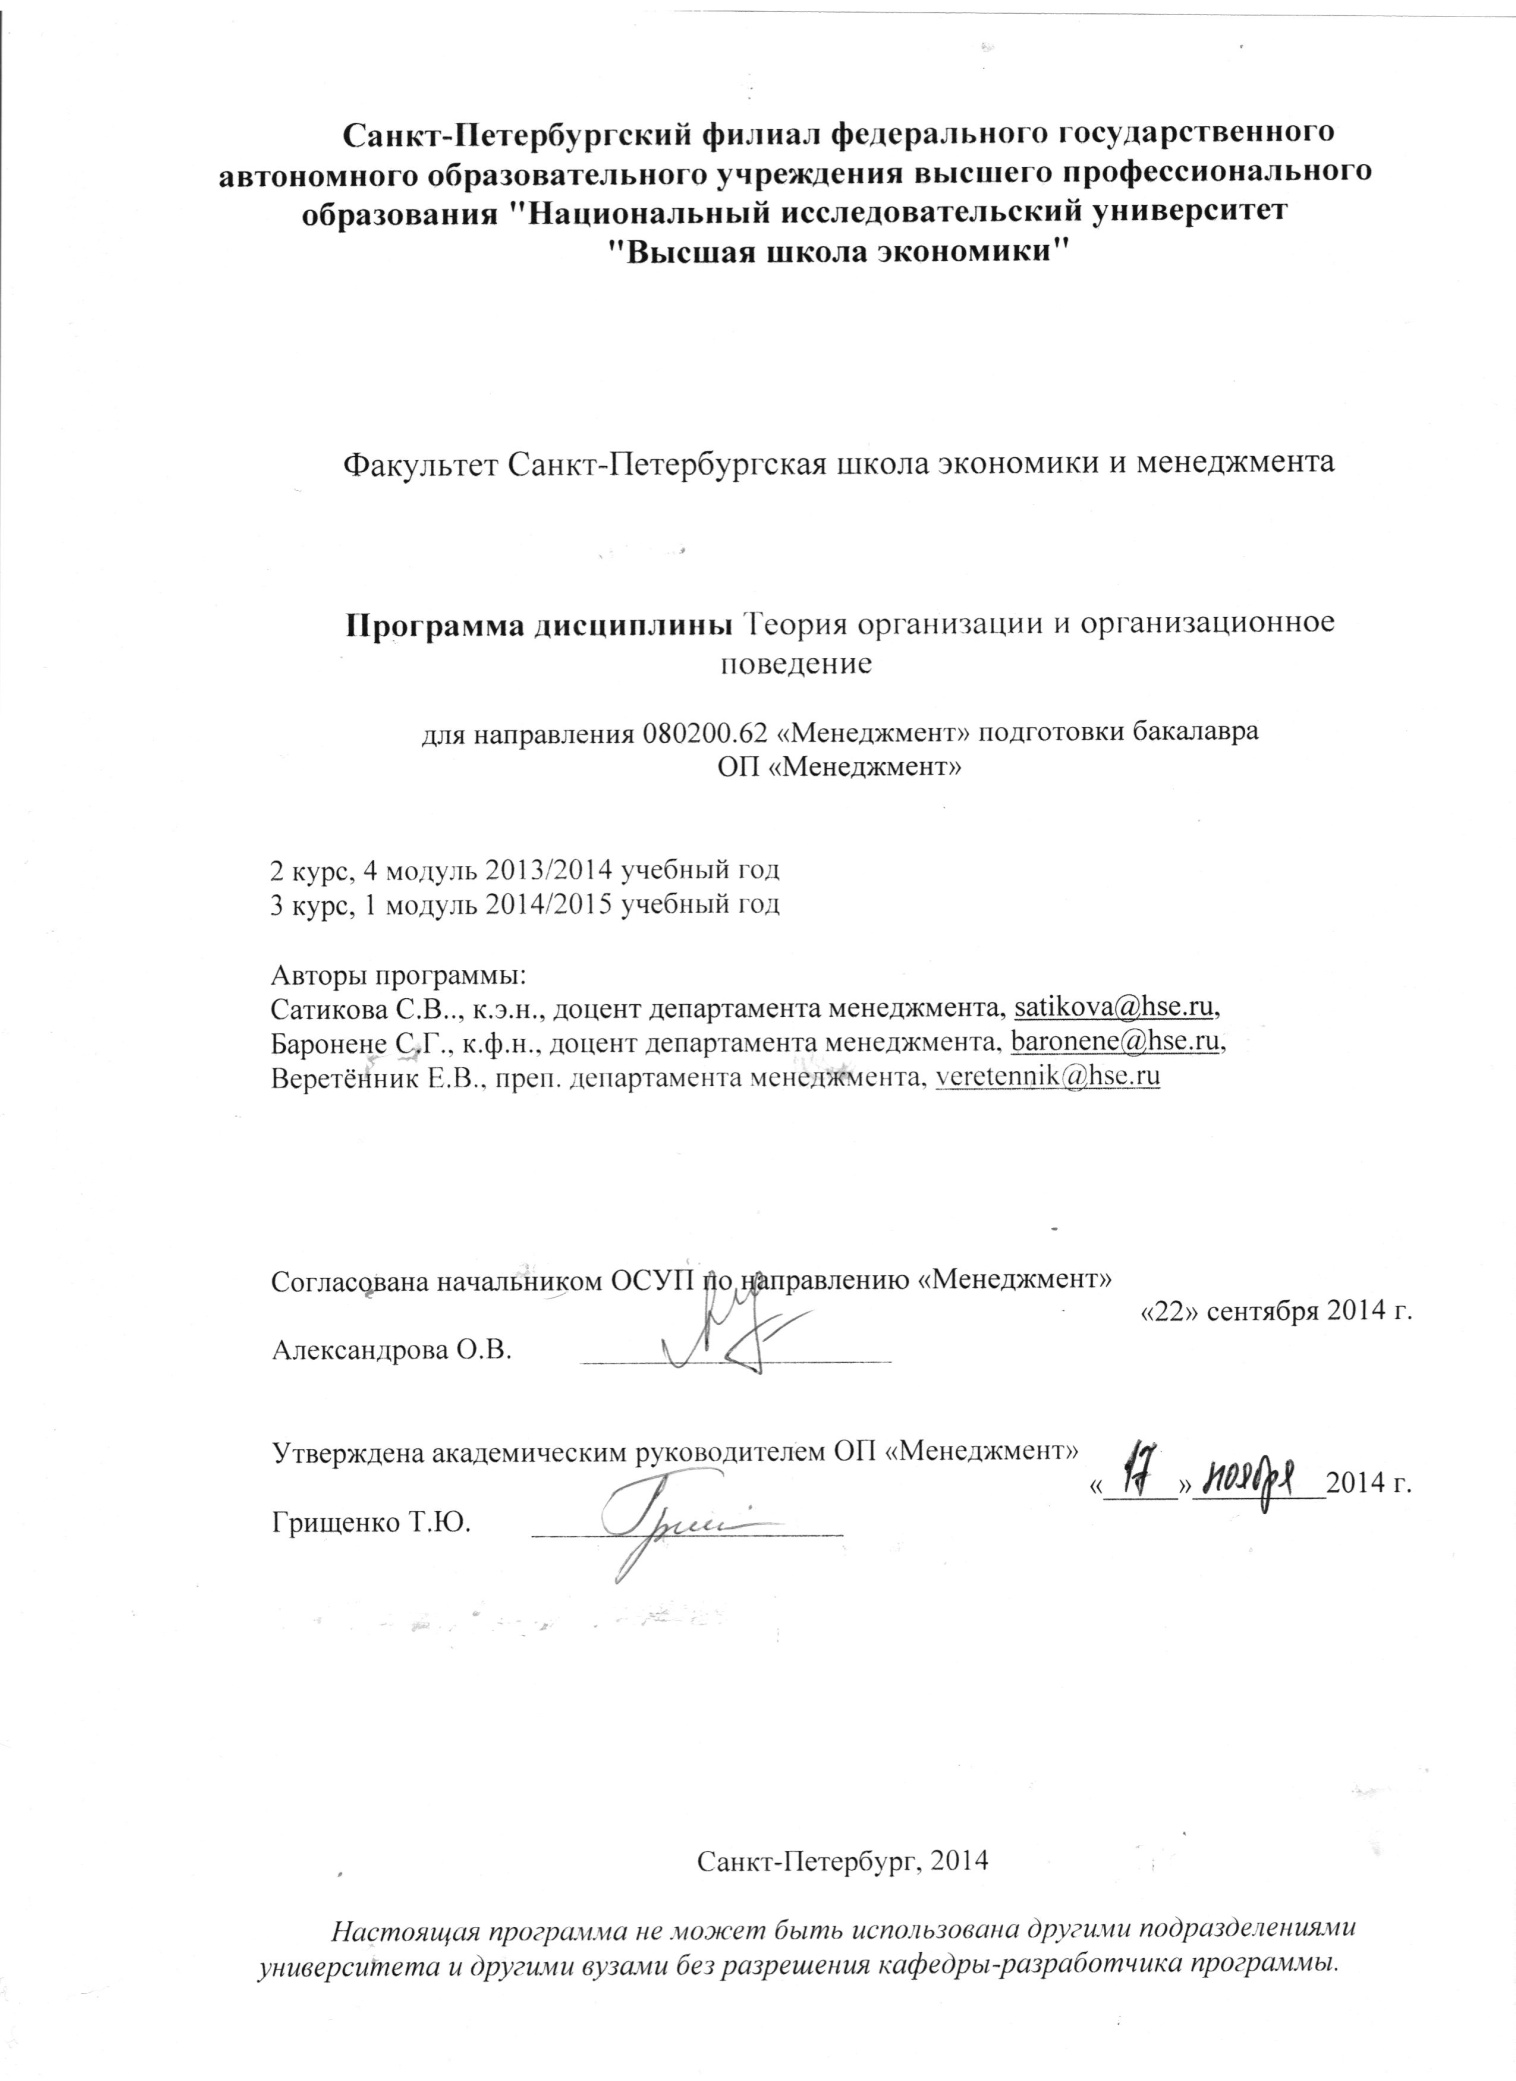 Санкт-Петербургский филиал федерального государственного
автономного образовательного учреждения высшего профессионального
образования "Национальный исследовательский университет
"Высшая школа экономики"
Факультет Санкт-Петербургская школа экономики и менеджмента
Программа дисциплины Теория организации и организационное
поведение
для направления 080200.62 «Менеджмент» подготовки бакалавра
ОП «Менеджмент»
2 курс, 4 модуль 2013/2014 учебный год
3 курс, 1 модуль 2014/2015 учебный год
Авторы программы:
Сатикова С.В.., к.э.н., доцент департамента менеджмента, satikova@hse.ru,
Баронене С.Г., к.ф.н., доцент департамента менеджмента, baronene@hse.ru,
Веретённик Е.В., преп. департамента менеджмента, veretennik@hse.ru
Согласована начальником ОСУП по направлению «Менеджмент»
«22» сентября 2014 г.
Александрова О.В.
Утверждена академическим руководителем ОП «Менеджмент»
«17» ноября 2014 г.
Грищенко Т.Ю.
Санкт-Петербург, 2014
Настоящая программа не может быть использована другими подразделениями
университета и другими вузами без разрешения кафедры-разработчика программы.